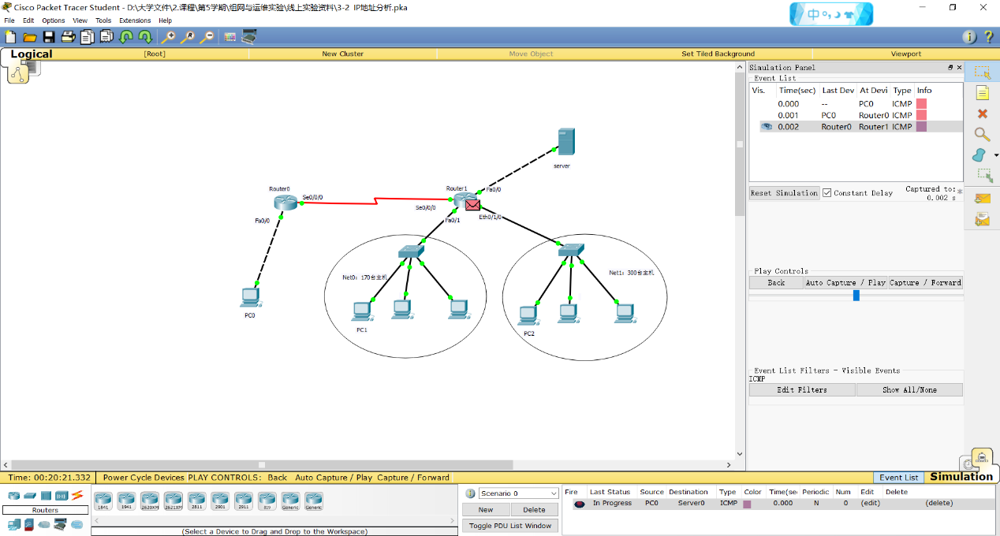 Cisco Packet Tracer Student - D:\大学文件\2.课程\第5学期\组网与运维实验\线上实验资料\3-2 IP地址分析.pka
中
File Edit Options View Tools Extensions Help
Logical [Root] New Cluster Move Object Set Tiled Background Viewport
Simulation Panel
Event List
Vis. Time(sec) Last Dev At Devi Type Info
0.000 -- PC0 ICMP
0.001 PC0 Router0 ICMP
0.002 Router0 Router1 ICMP
Reset Simulation Constant Delay Captured to: *
0.002 s
server
Router0 Se0/0/0
Fa0/0
PC0
Router1 Fa0/0
Se0/0/0 Fa0/1 Eth0/1/0
Net0: 170台主机
PC1
Net1: 300台主机
PC2
Play Controls
Back Auto Capture / Play Capture / Forward
Event List Filters - Visible Events
ICMP
Edit Filters Show All/None
Time: 00:20:21.332 Power Cycle Devices PLAY CONTROLS: Back Auto Capture / Play Capture / Forward Event List Simulation
Routers
1841 1941 2620XM 2621XM 2811 2901 2911 819 Generic Generic
(Select a Device to Drag and Drop to the Workspace)
Scenario 0
New Delete
Toggle PDU List Window
Fire Last Status Source Destination Type Color Time(sec Periodic Num Edit Delete
In Progress PC0 Server0 ICMP 0.000 N 0 (edit) (delete)